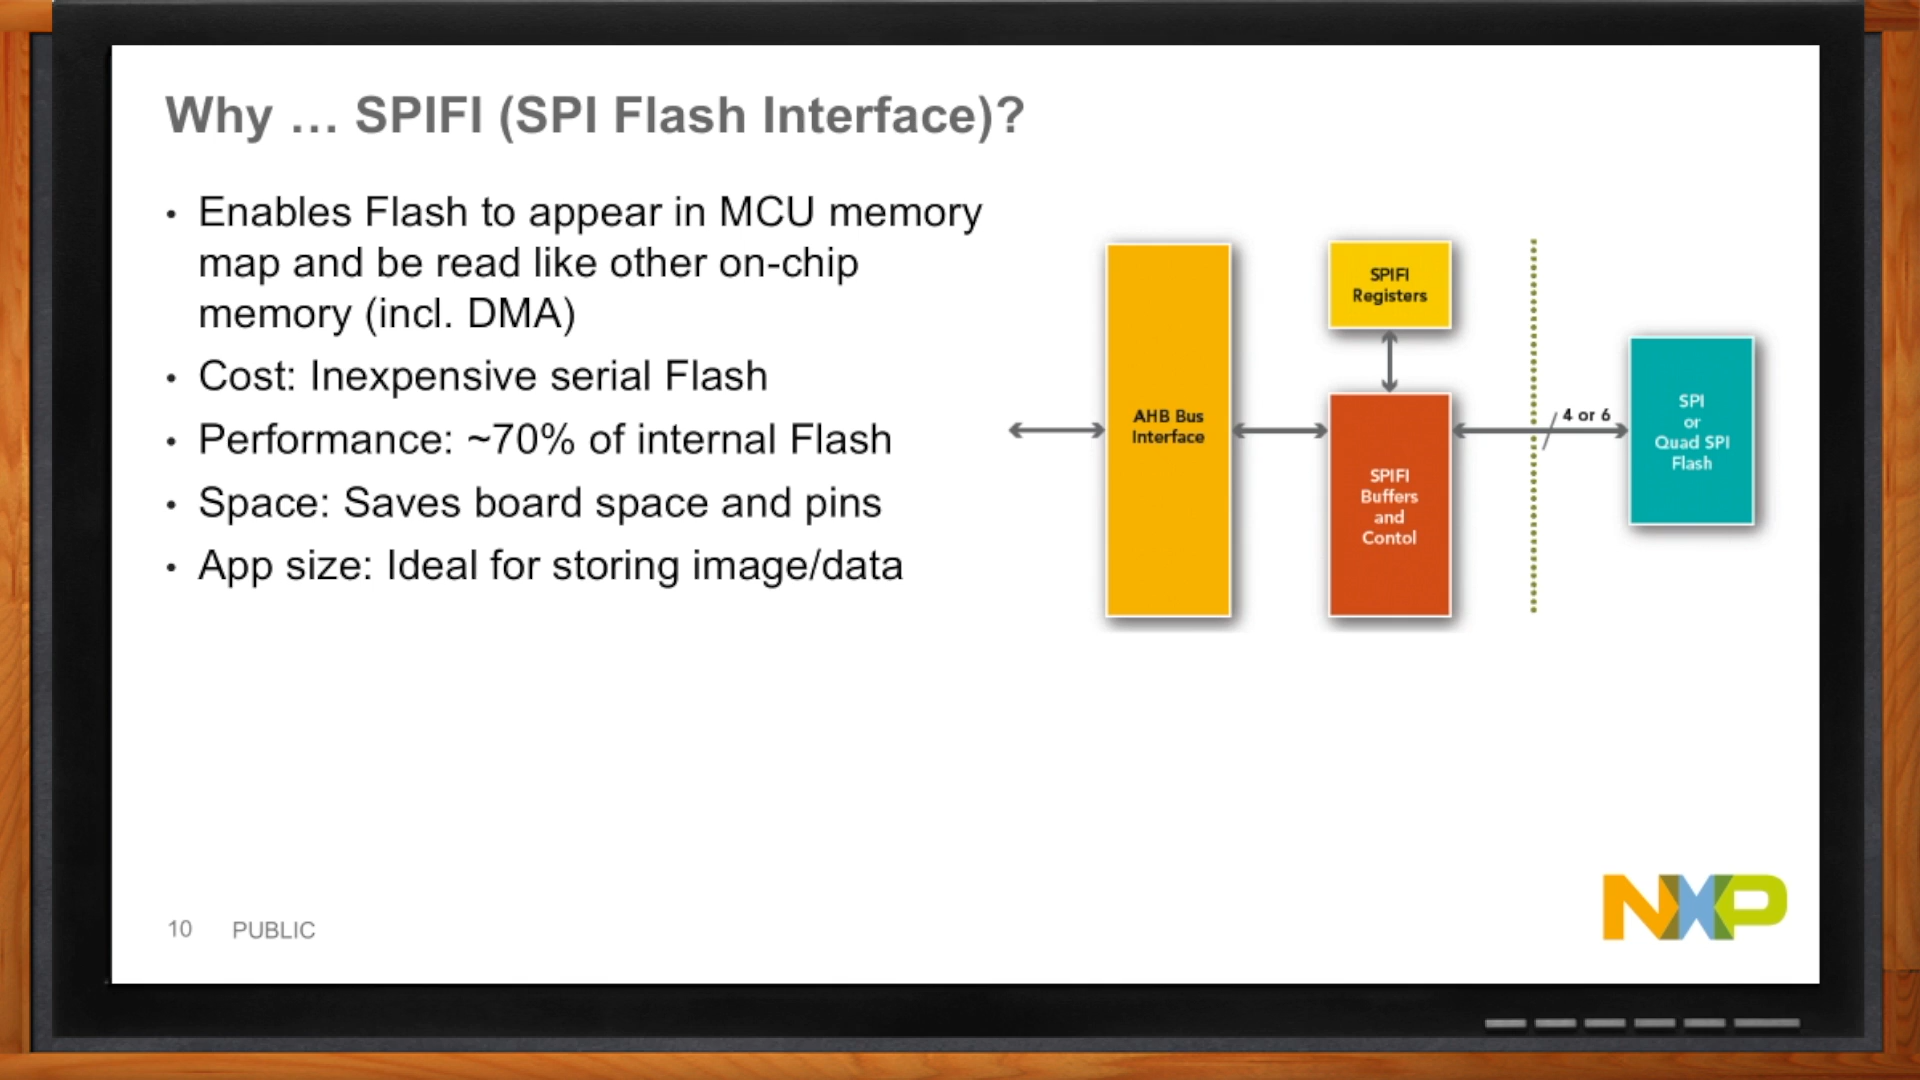 Why … SPIFI (SPI Flash Interface)?
• Enables Flash to appear in MCU memory
map and be read like other on-chip
memory (incl. DMA)
• Cost: Inexpensive serial Flash
• Performance: ~70% of internal Flash
• Space: Saves board space and pins
• App size: Ideal for storing image/data
AHB Bus
Interface
SPIFI
Registers
SPIFI
Buffers
and
Contol
4 or 6
SPI
or
Quad SPI
Flash
10 PUBLIC
NXP